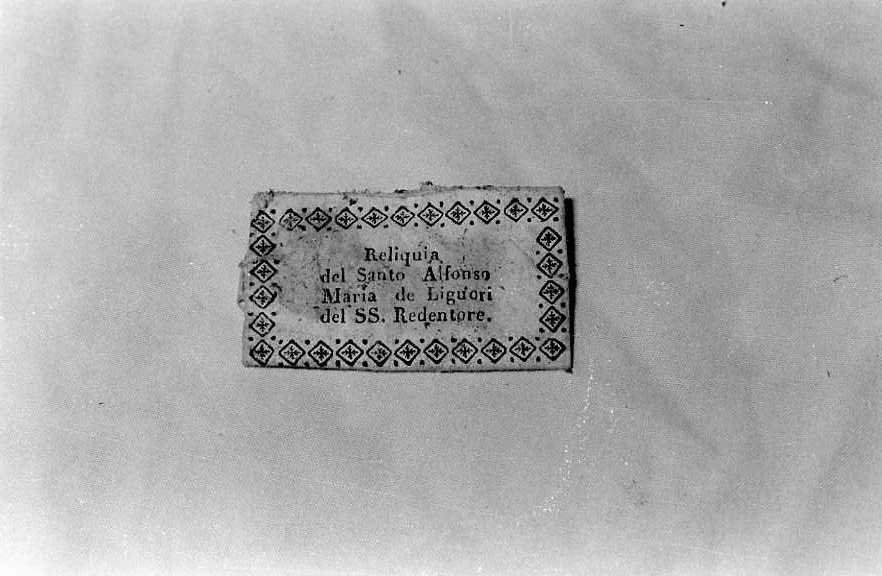 Reliquia
del Santo Alfonso
Maria de Liguori
del SS. Redentore.